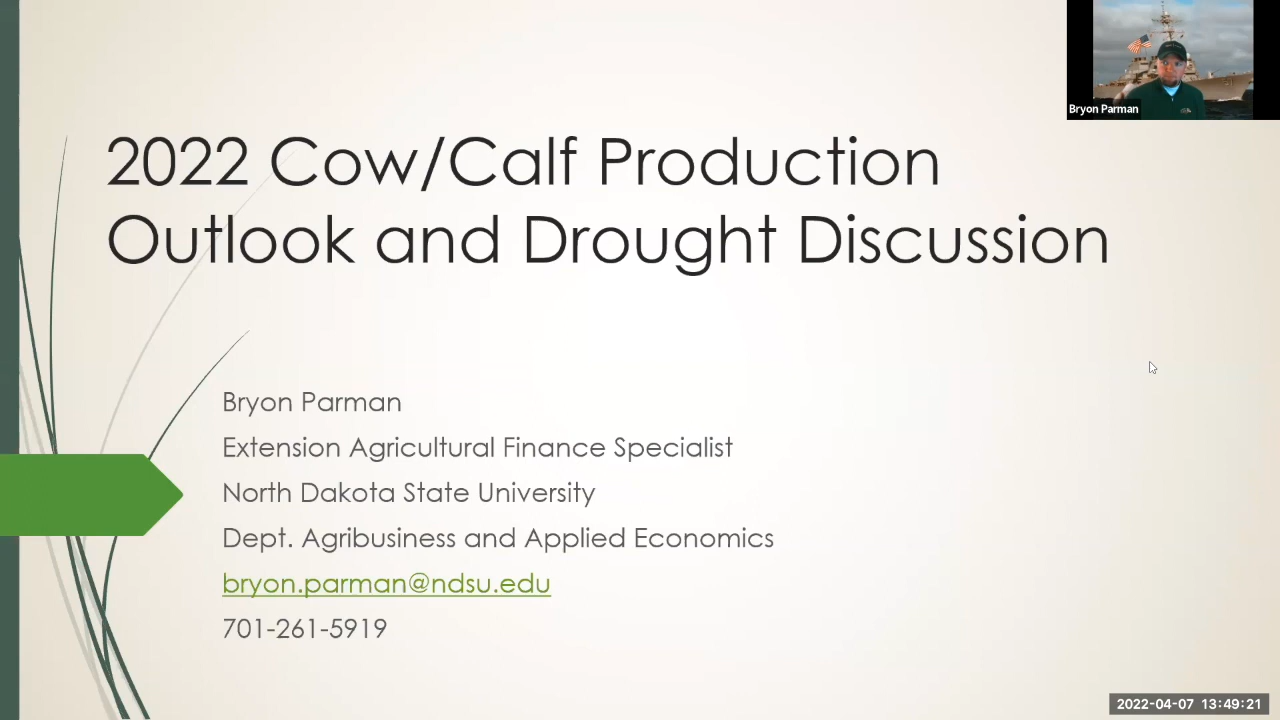 Bryon Parman
2022 Cow/Calf Production
Outlook and Drought Discussion
Bryon Parman
Extension Agricultural Finance Specialist
North Dakota State University
Dept. Agribusiness and Applied Economics
bryon.parman@ndsu.edu
701-261-5919
2022-04-07 13:49:21